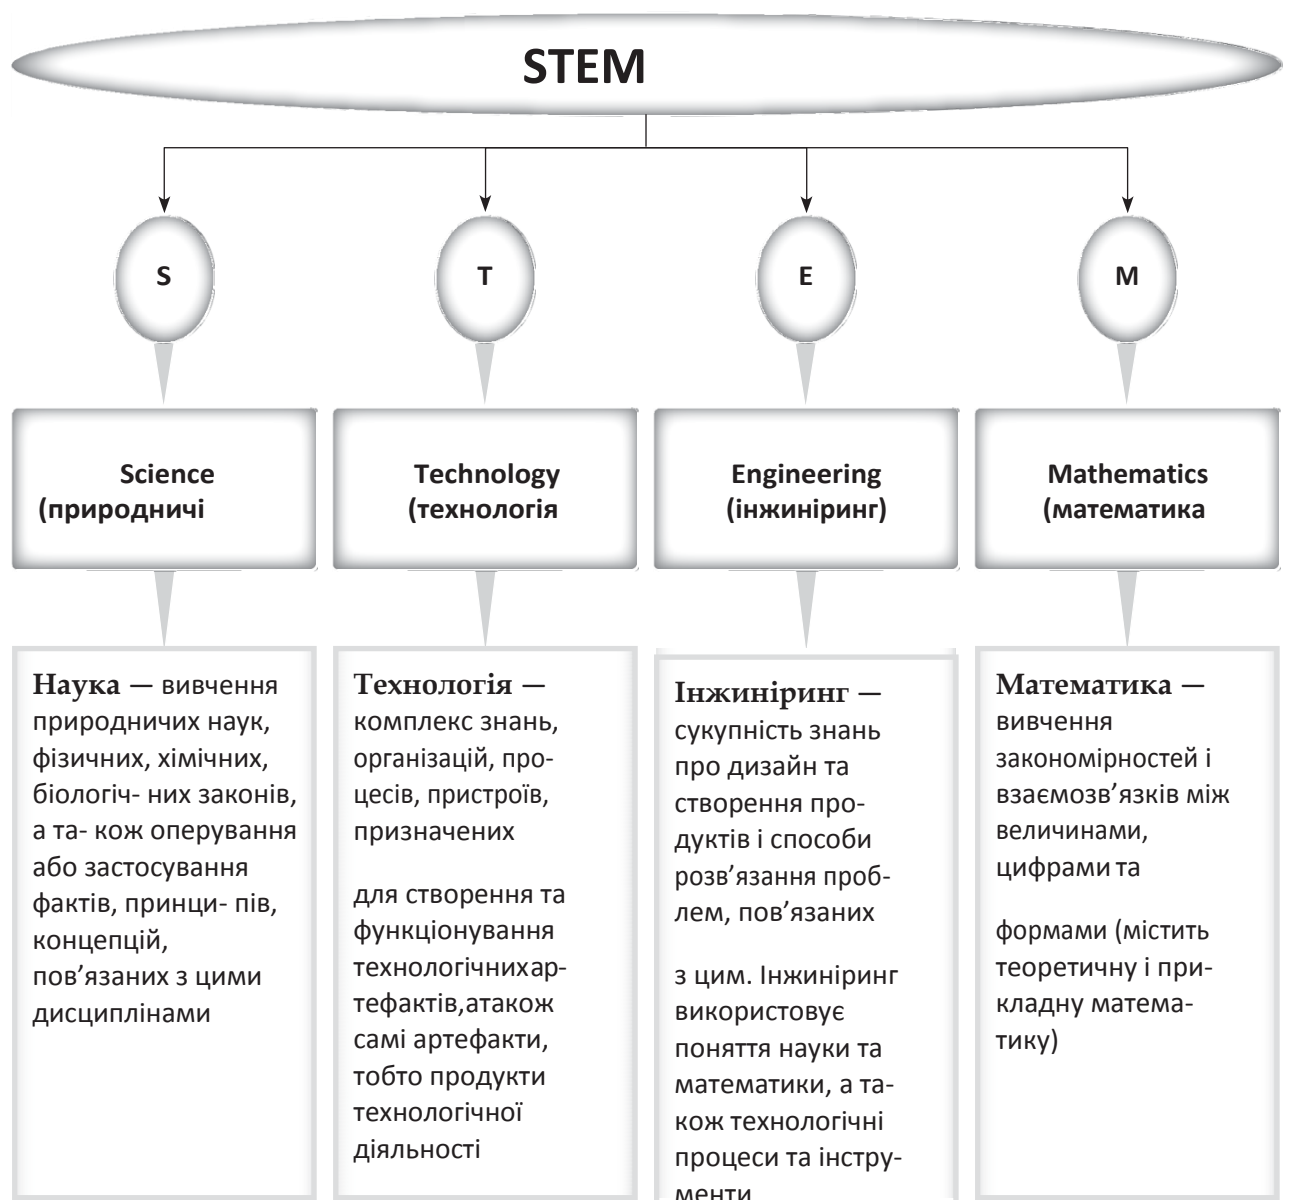 STEM
S
T
E
M
Science
(природничі
Technology
(технологія
Engineering
(інжиніринг)
Mathematics
(математика
Наука — вивчення
природничих наук,
фізичних, хімічних,
біологіч- них законів,
а та- кож оперування
або застосування
фактів, принци- пів,
концепцій,
пов’язаних з цими
дисциплінами
Технологія —
комплекс знань,
організацій, про-
цесів, пристроїв,
призначених
для створення та
функціонування
технологічнихар-
тефактів,атакож
самі артефакти,
тобто продукти
технологічної
діяльності
Інжиніринг —
сукупність знань
про дизайн та
створення про-
дуктів і способи
розв’язання проб-
лем, пов’язаних
з цим. Інжиніринг
використовує
поняття науки та
математики, а та-
кож технологічні
процеси та інстру-
менти
Математика —
вивчення
закономірностей і
взаємозв’язків між
величинами,
цифрами та
формами (містить
теоретичну і при-
кладну матема-
тику)